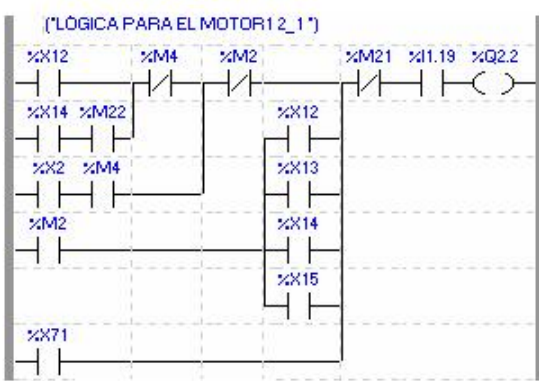 ("LÓGICA PARA EL MOTOR1 2_1")
%X12 %M4 %M2 %M21 %I1.19 %Q2.2
%X14 %M22 %X12
%X2 %M4 %X13
%M2 %X14
%X15
%X71